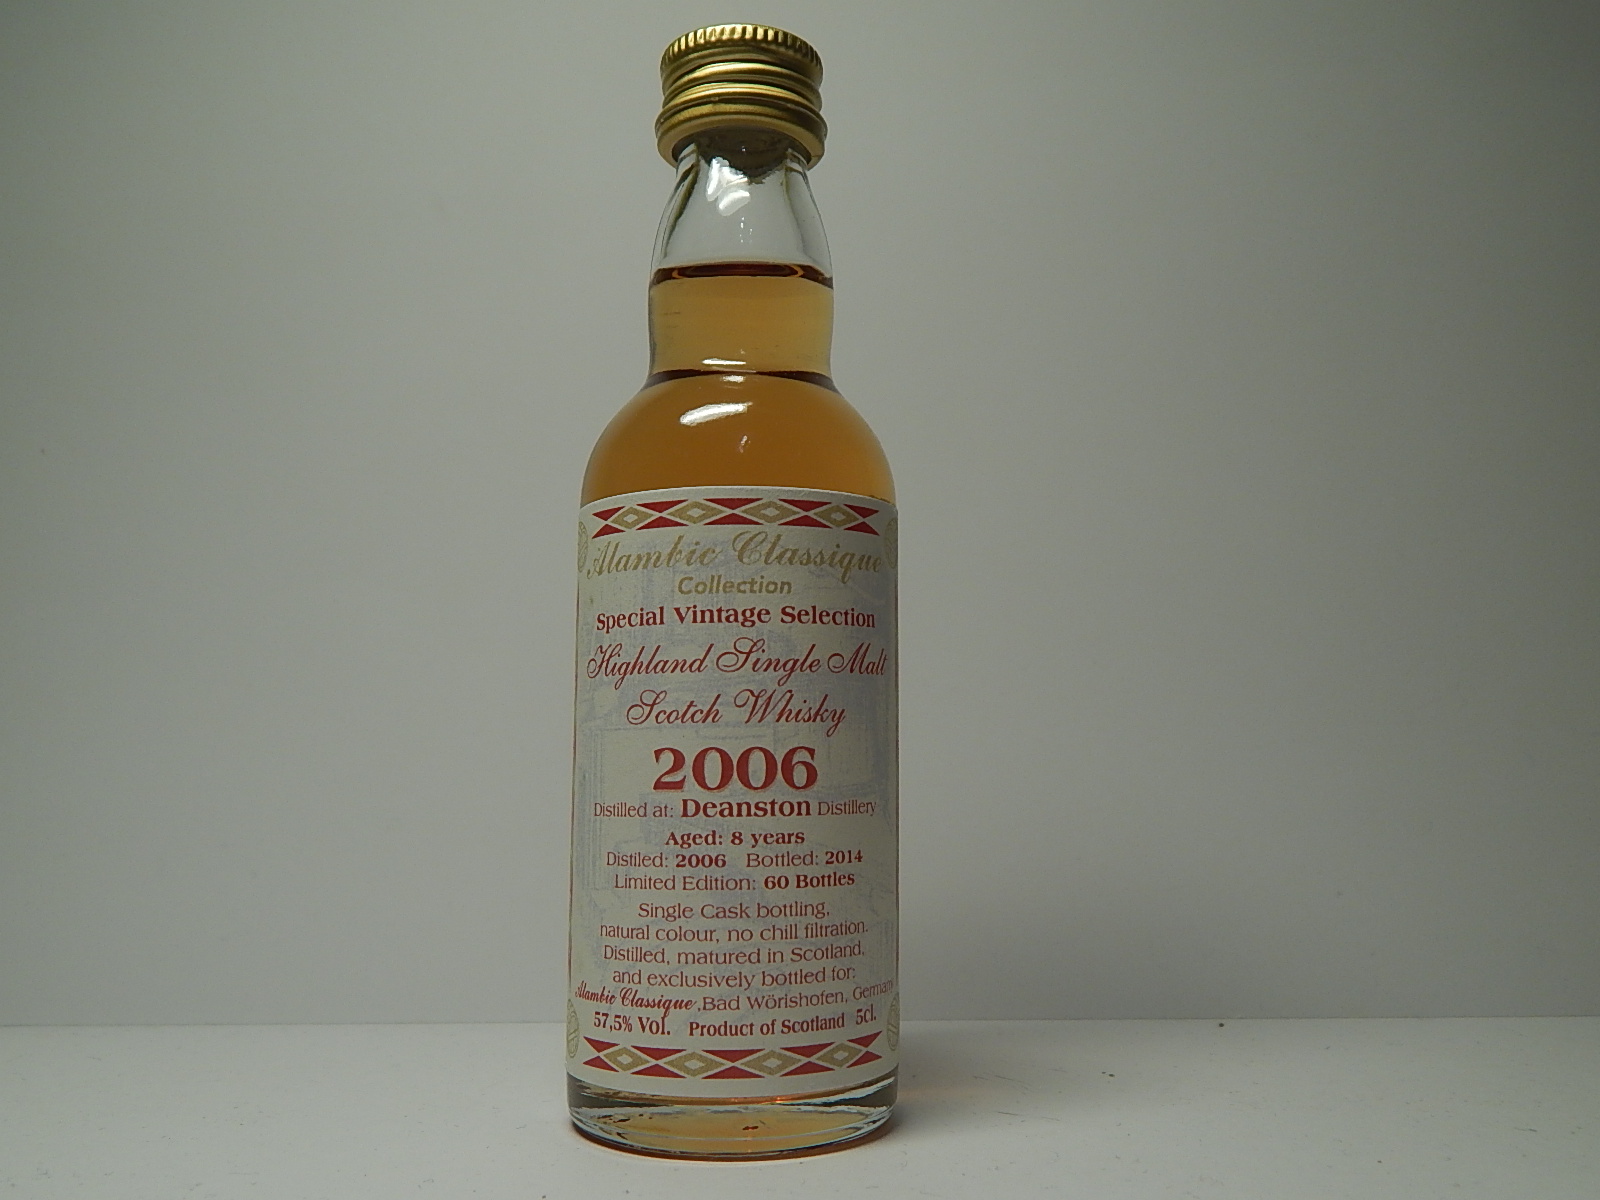 Alambic Classique
Collection
Special Vintage Selection
Highland Single Malt
Scotch Whisky
2006
Distilled at: Deanston Distillery
Aged: 8 years
Distiled: 2006 Bottled: 2014
Limited Edition: 60 Bottles
Single Cask bottling,
natural colour, no chill filtration.
Distilled, matured in Scotland,
and exclusively bottled for:
Alambic Classique, Bad Wörishofen, Germany
57,5% Vol. Product of Scotland 5cl.